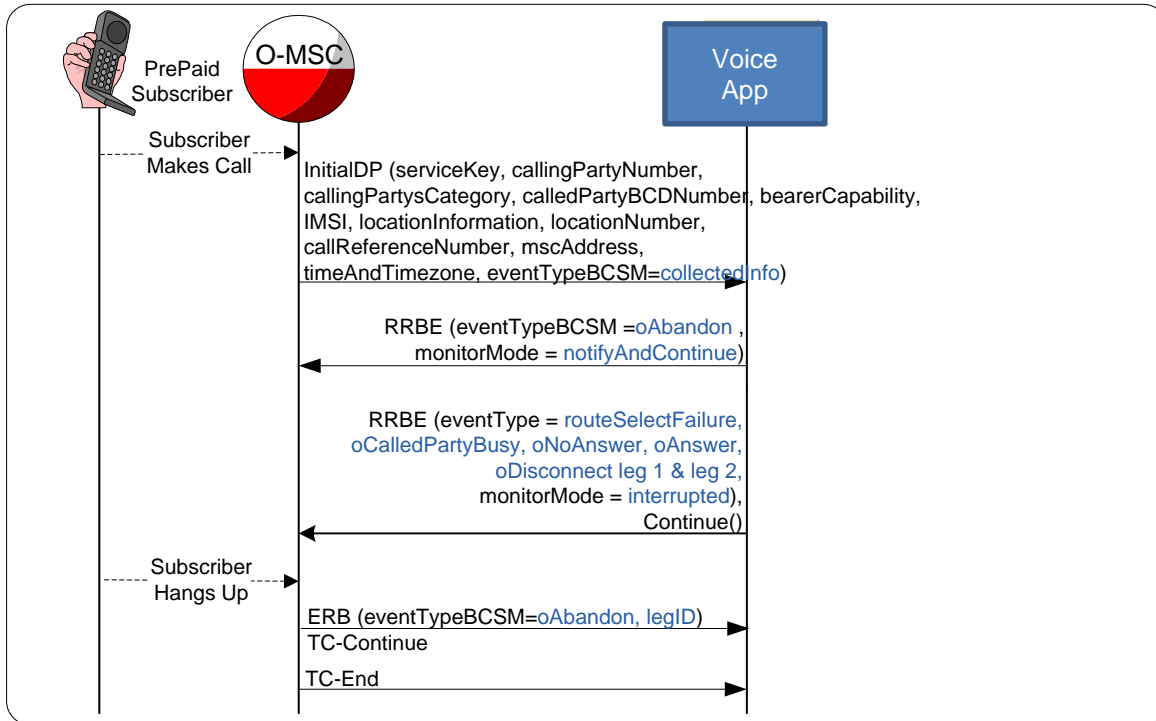 PrePaid
Subscriber
O-MSC
Voice
App
Subscriber
Makes Call
InitialDP (serviceKey, callingPartyNumber,
callingPartysCategory, calledPartyBCDNumber, bearerCapability,
IMSI, locationInformation, locationNumber,
callReferenceNumber, mscAddress,
timeAndTimezone, eventTypeBCSM=collectedInfo)
RRBE (eventTypeBCSM =oAbandon ,
monitorMode = notifyAndContinue)
RRBE (eventType = routeSelectFailure,
oCalledPartyBusy, oNoAnswer, oAnswer,
oDisconnect leg 1 & leg 2,
monitorMode = interrupted),
Continue()
Subscriber
Hangs Up
ERB (eventTypeBCSM=oAbandon, legID)
TC-Continue
TC-End